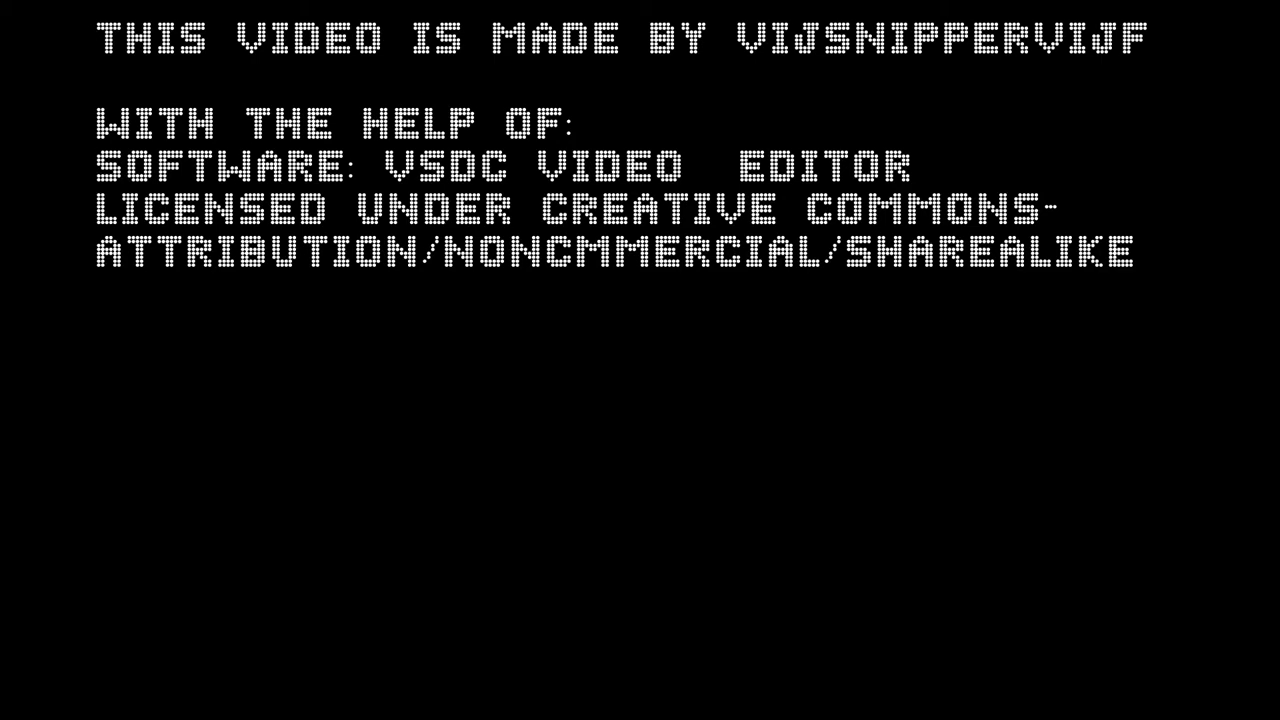 THIS VIDEO IS MADE BY VIJSNIPPERVIJF
WITH THE HELP OF:
SOFTWARE: VSDC VIDEO  EDITOR
LICENSED UNDER CREATIVE COMMONS-
ATTRIBUTION/NONCMMERCIAL/SHAREALIKE